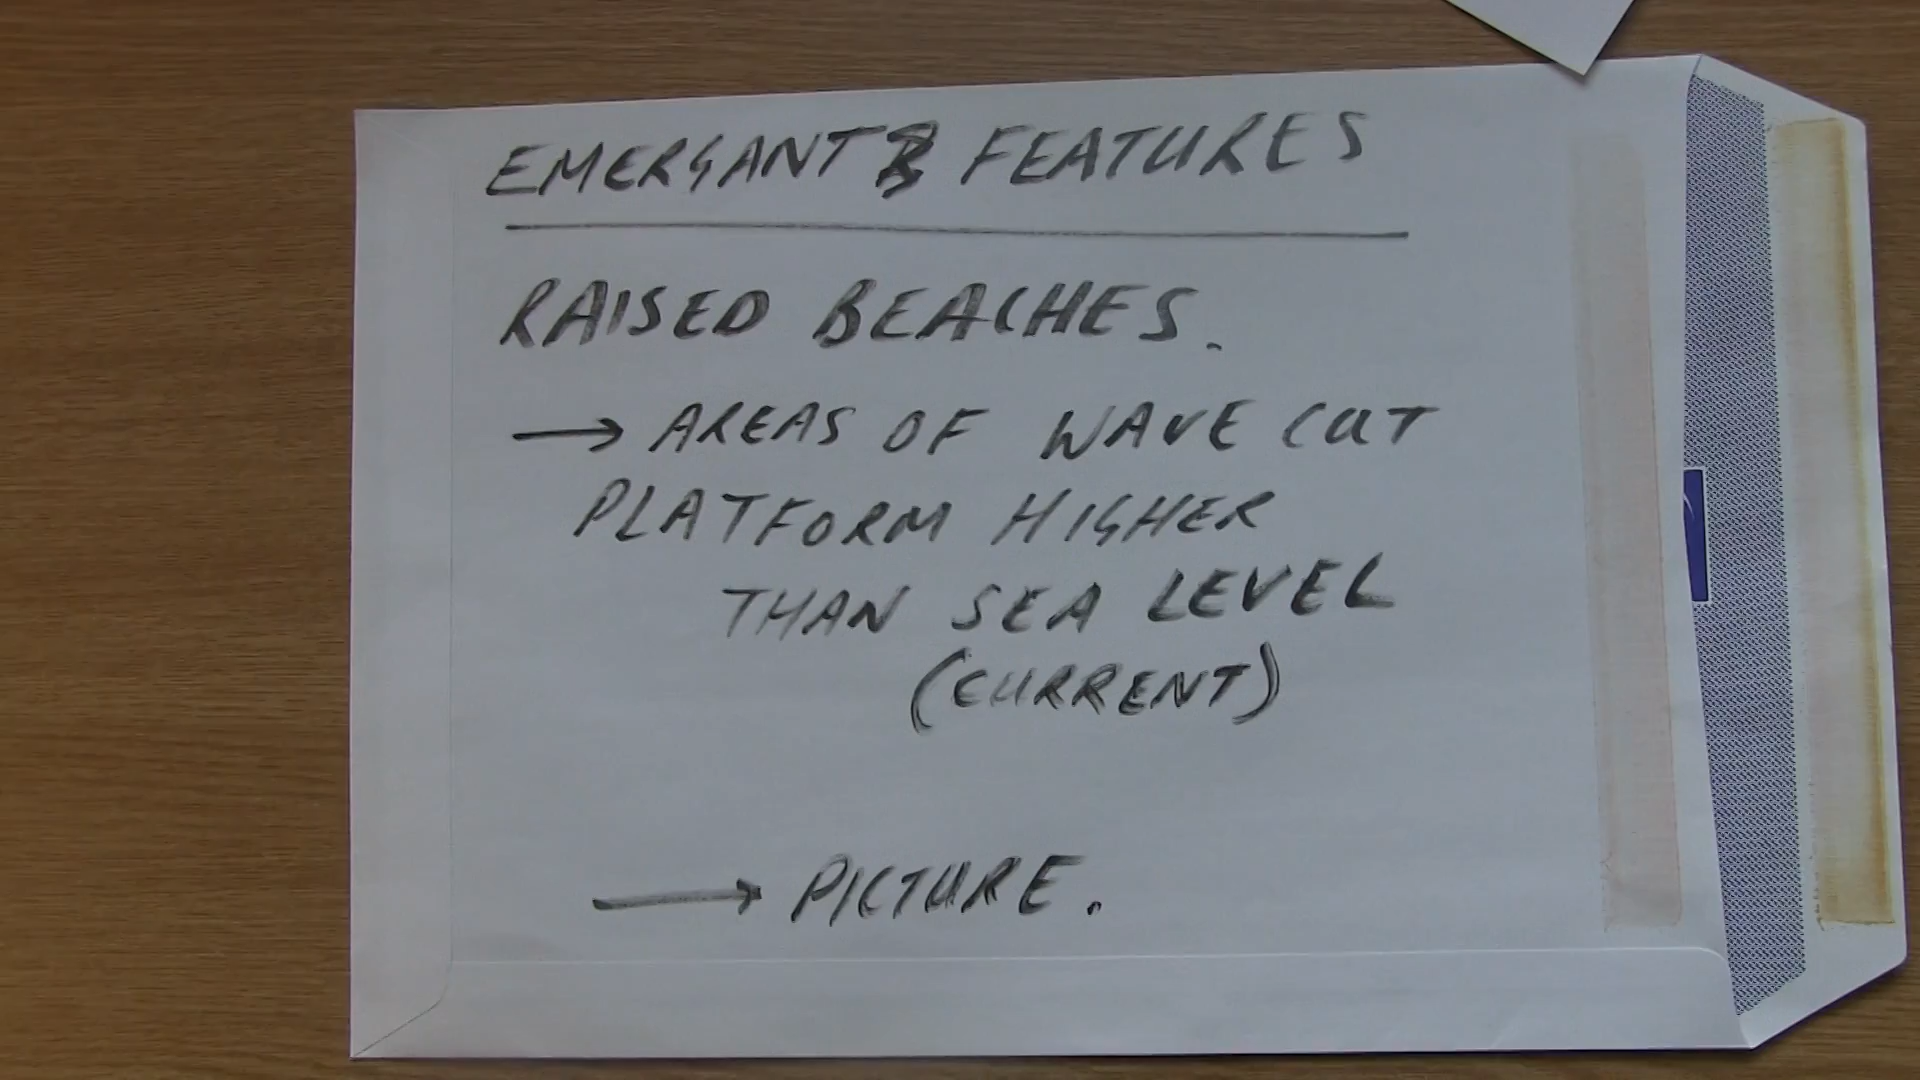 EMERGANT FEATURES
RAISED BEACHES.
→ AREAS OF WAVE CUT
PLATFORM HIGHER
THAN SEA LEVEL
(CURRENT)
→ PICTURE.